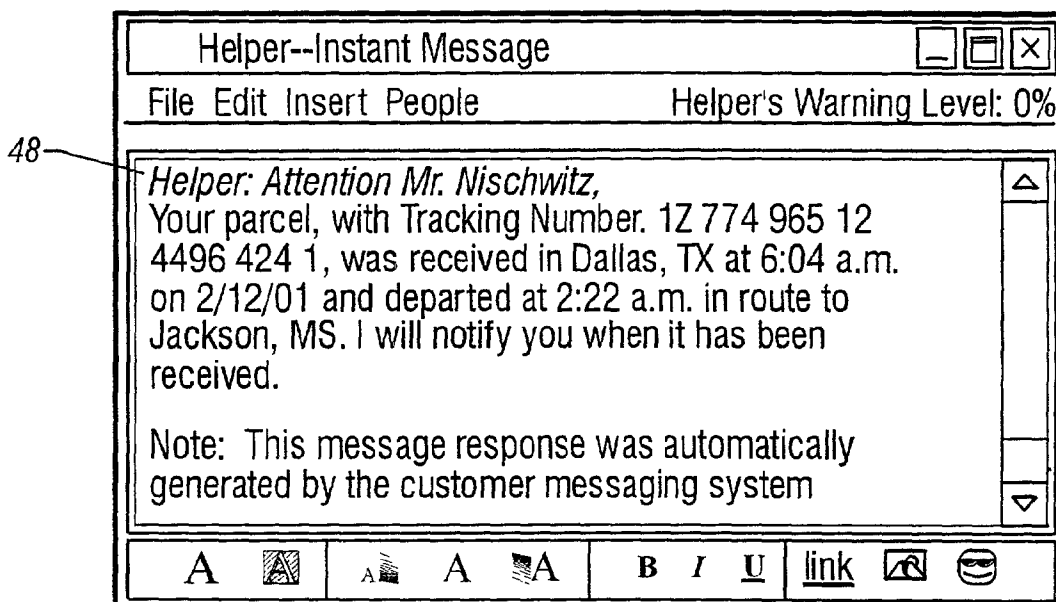 Helper--Instant Message
File Edit Insert People Helper's Warning Level: 0%
48
Helper: Attention Mr. Nischwitz,
Your parcel, with Tracking Number. 1Z 774 965 12
4496 424 1, was received in Dallas, TX at 6:04 a.m.
on 2/12/01 and departed at 2:22 a.m. in route to
Jackson, MS. I will notify you when it has been
received.
Note: This message response was automatically
generated by the customer messaging system
A A A A A B I U link